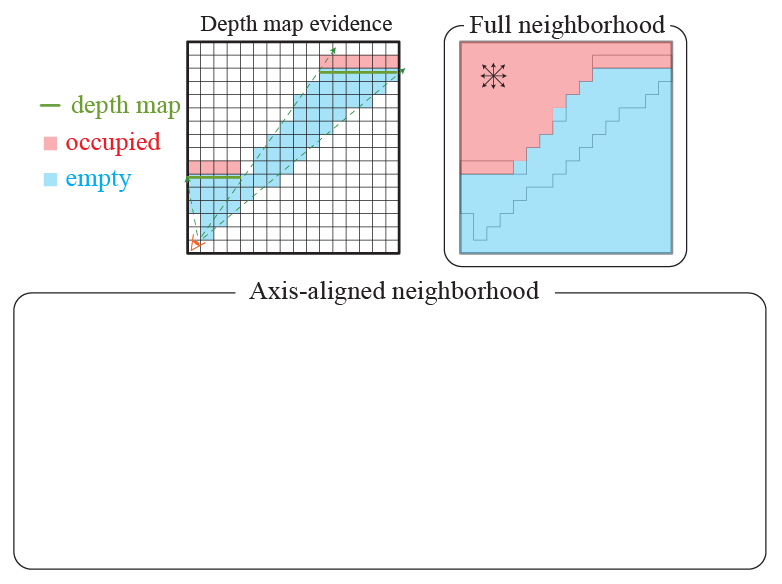 Depth map evidence
Full neighborhood
depth map
occupied
empty
Axis-aligned neighborhood